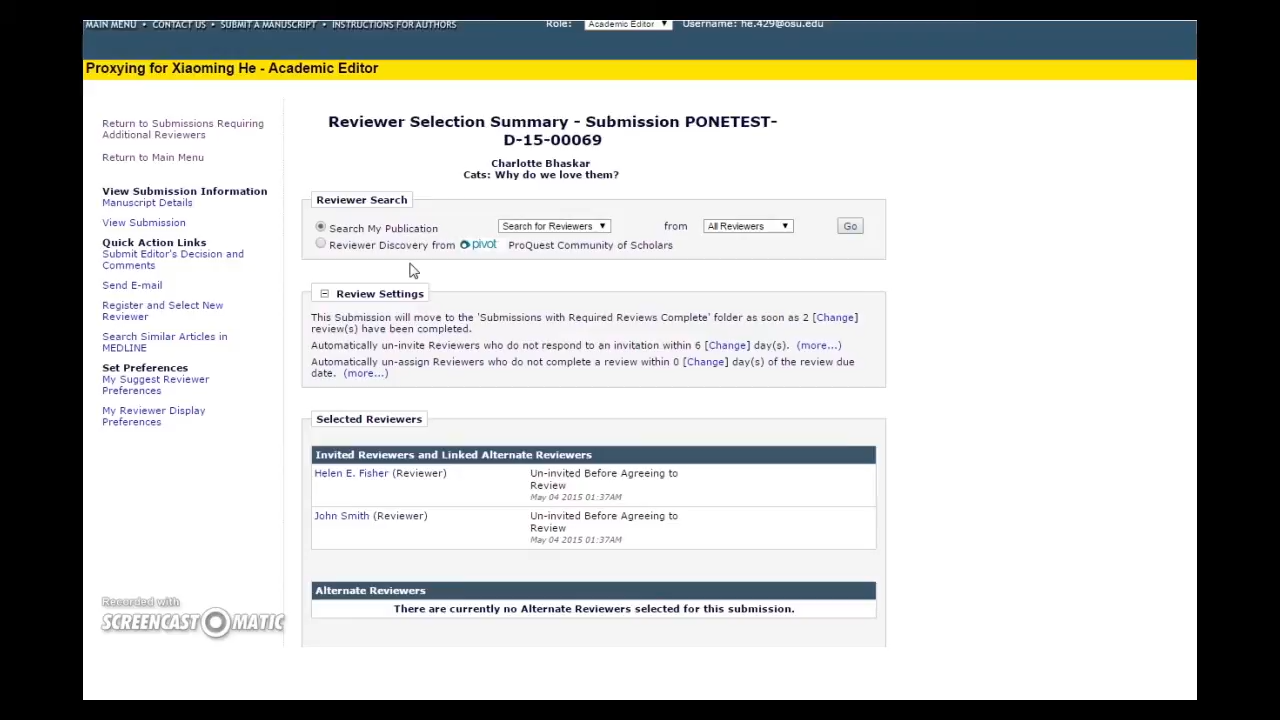 MAIN MENU • CONTACT US • SUBMIT A MANUSCRIPT • INSTRUCTIONS FOR AUTHORS Role: Academic Editor Username: he.429@osu.edu
Proxying for Xiaoming He - Academic Editor
Return to Submissions Requiring
Additional Reviewers
Return to Main Menu
View Submission Information
Manuscript Details
View Submission
Quick Action Links
Submit Editor's Decision and
Comments
Send E-mail
Register and Select New
Reviewer
Search Similar Articles in
MEDLINE
Set Preferences
My Suggest Reviewer
Preferences
My Reviewer Display
Preferences
Reviewer Selection Summary - Submission PONETEST-
D-15-00069
Charlotte Bhaskar
Cats: Why do we love them?
Reviewer Search
Search My Publication Search for Reviewers from All Reviewers Go
Reviewer Discovery from pivot ProQuest Community of Scholars
Review Settings
This Submission will move to the 'Submissions with Required Reviews Complete' folder as soon as 2 [Change]
review(s) have been completed.
Automatically un-invite Reviewers who do not respond to an invitation within 6 [Change] day(s). (more...)
Automatically un-assign Reviewers who do not complete a review within 0 [Change] day(s) of the review due
date. (more...)
Selected Reviewers
Invited Reviewers and Linked Alternate Reviewers
Helen E. Fisher (Reviewer) Un-invited Before Agreeing to
Review
May 04 2015 01:37AM
John Smith (Reviewer) Un-invited Before Agreeing to
Review
May 04 2015 01:37AM
Alternate Reviewers
There are currently no Alternate Reviewers selected for this submission.
Recorded with
SCREENCAST-O-MATIC